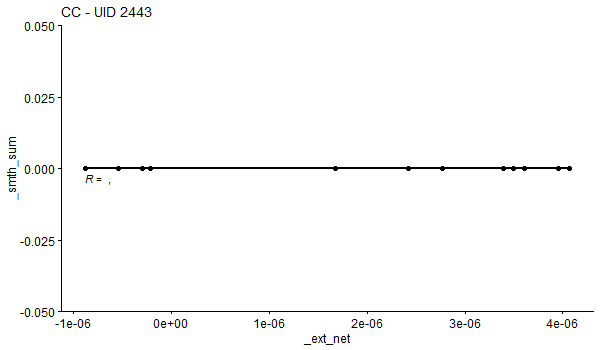 CC - UID 2443
0.050
0.025
_smth_sum
0.000
R = ,
-0.025
-0.050
-1e-06 0e+00 1e-06 2e-06 3e-06 4e-06
_ext_net